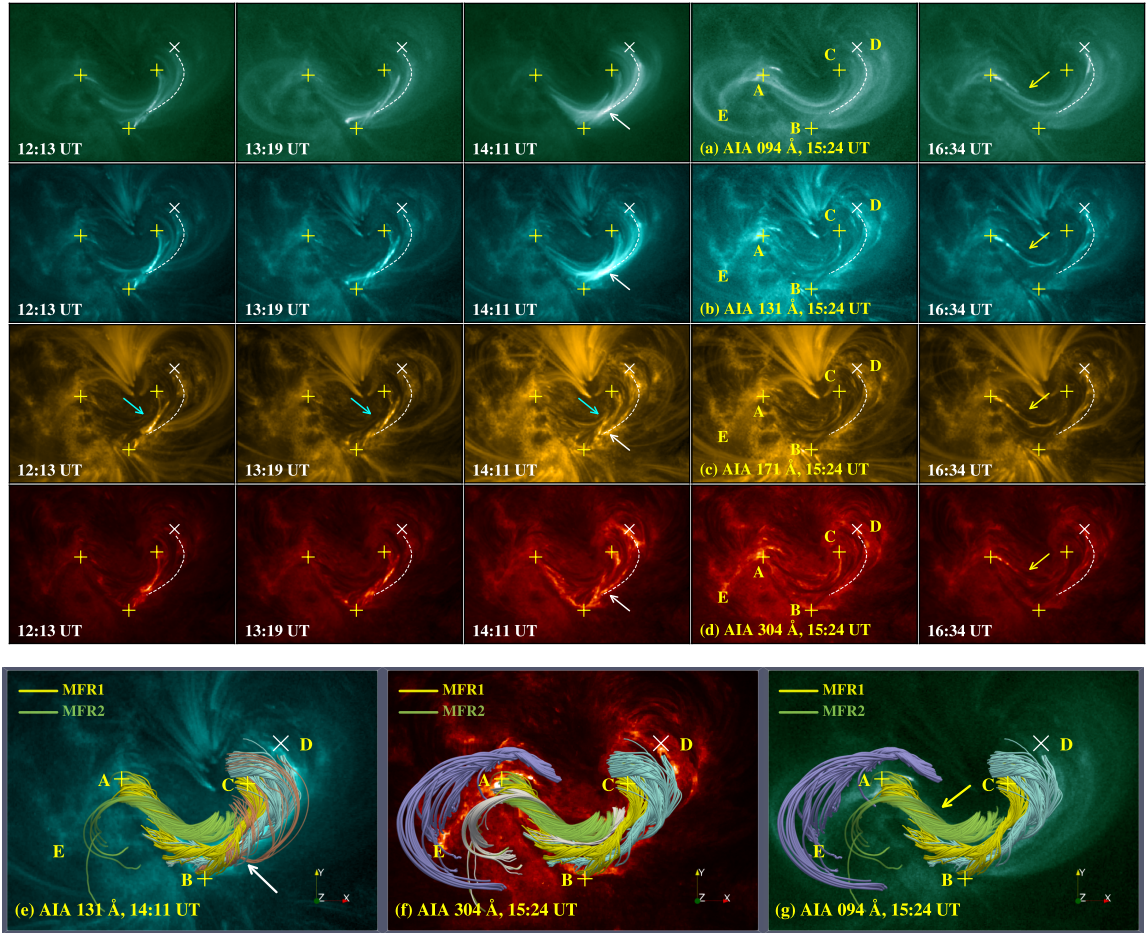 12:13 UT
13:19 UT
14:11 UT
A
B
C
D
E
(a) AIA 094 Å, 15:24 UT
16:34 UT
12:13 UT
13:19 UT
14:11 UT
A
B
C
D
E
(b) AIA 131 Å, 15:24 UT
16:34 UT
12:13 UT
13:19 UT
14:11 UT
A
B
C
D
E
(c) AIA 171 Å, 15:24 UT
16:34 UT
12:13 UT
13:19 UT
14:11 UT
A
B
C
D
E
(d) AIA 304 Å, 15:24 UT
16:34 UT
MFR1
MFR2
A
B
C
D
E
Y
Z
X
(e) AIA 131 Å, 14:11 UT
MFR1
MFR2
A
B
C
D
E
Y
Z
X
(f) AIA 304 Å, 15:24 UT
MFR1
MFR2
A
B
C
D
E
Y
Z
X
(g) AIA 094 Å, 15:24 UT